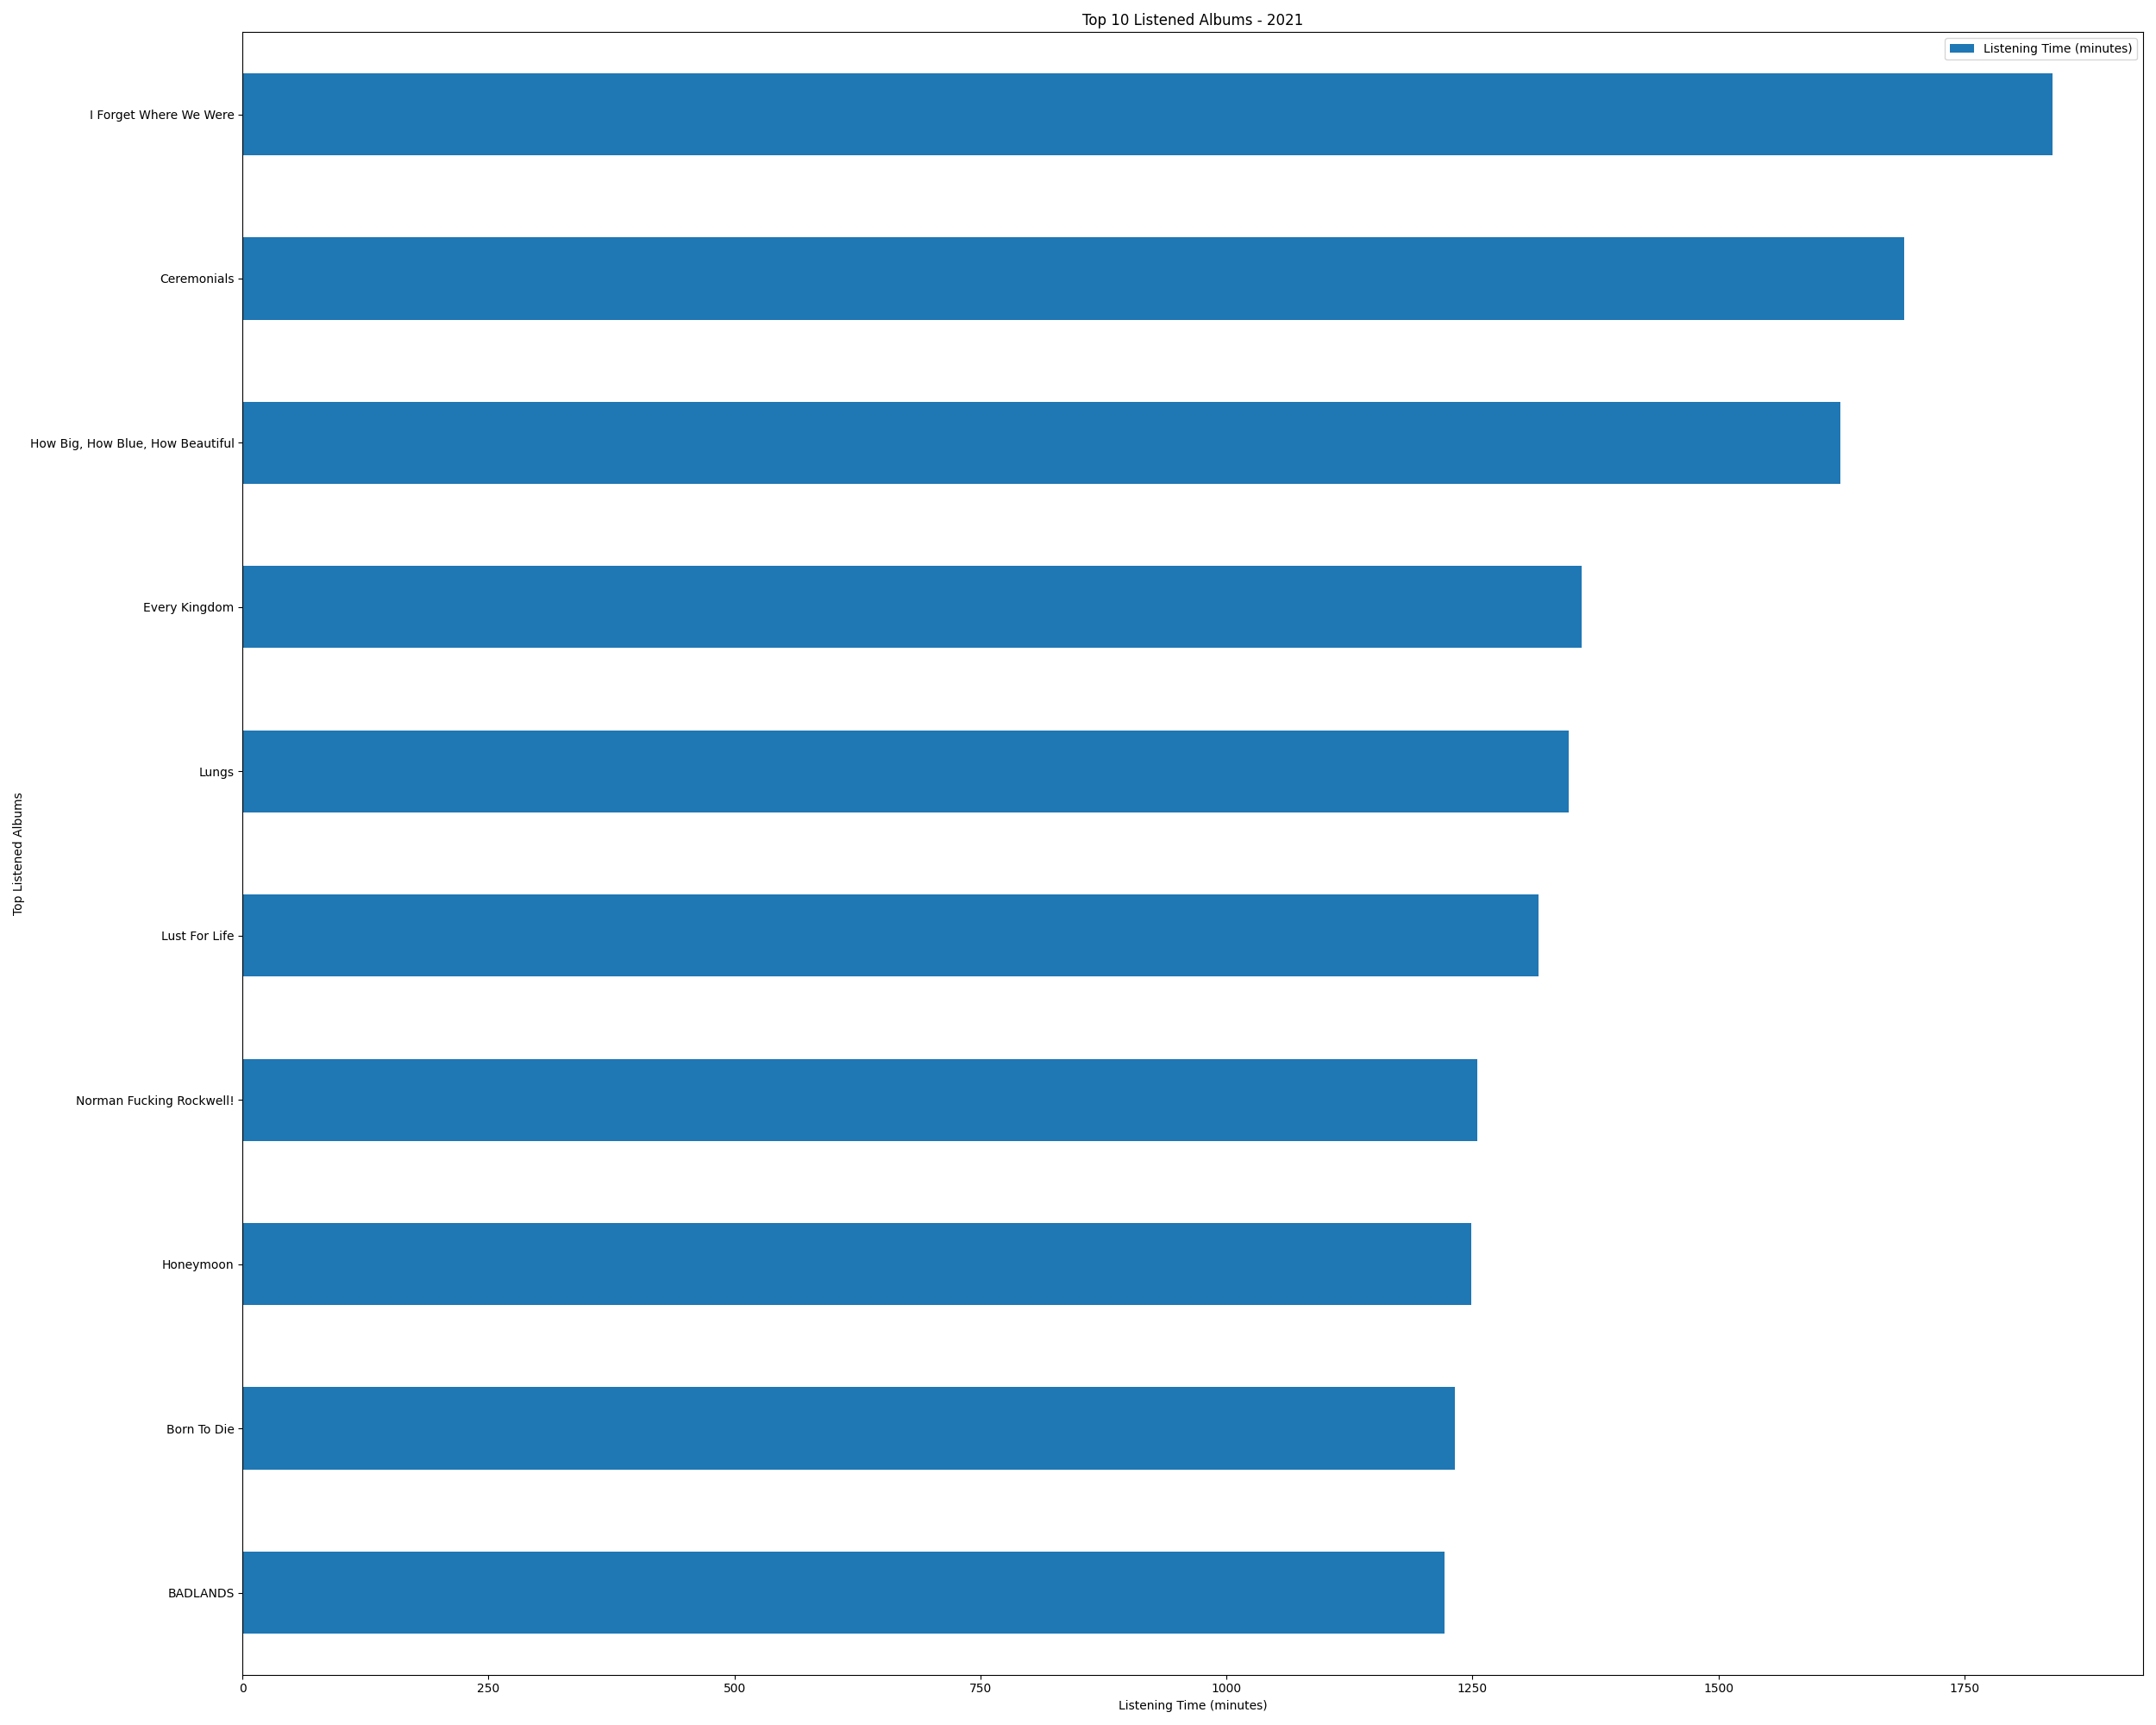 Top 10 Listened Albums - 2021
Listening Time (minutes)
I Forget Where We Were
Ceremonials
How Big, How Blue, How Beautiful
Every Kingdom
Lungs
Lust For Life
Norman Fucking Rockwell!
Honeymoon
Born To Die
BADLANDS
Top Listened Albums
0 250 500 750 1000 1250 1500 1750
Listening Time (minutes)